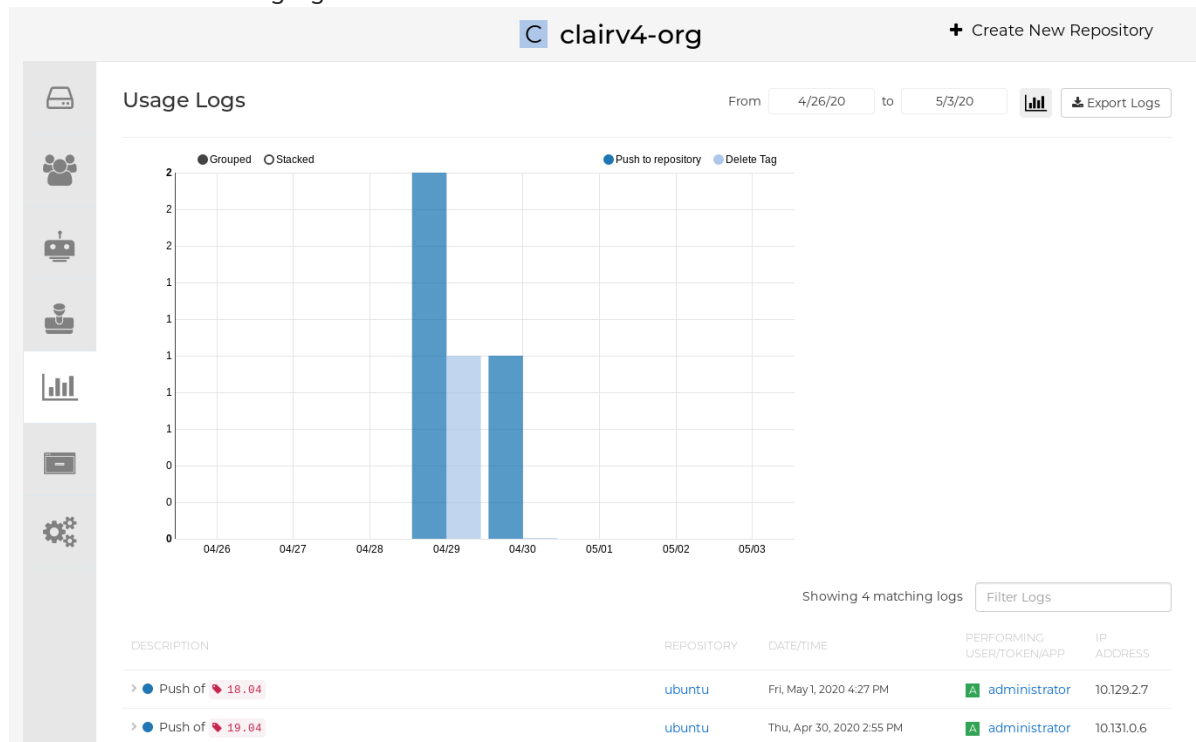 C clairv4-org
+ Create New Repository
Usage Logs
From 4/26/20 to 5/3/20
Export Logs
Grouped Stacked
Push to repository Delete Tag
2
2
2
1
1
1
1
1
0
0
0
04/26 04/27 04/28 04/29 04/30 05/01 05/02 05/03
Showing 4 matching logs Filter Logs
DESCRIPTION REPOSITORY DATE/TIME PERFORMING USER/TOKEN/APP IP ADDRESS
Push of 18.04 ubuntu Fri, May 1, 2020 4:27 PM A administrator 10.129.2.7
Push of 19.04 ubuntu Thu, Apr 30, 2020 2:55 PM A administrator 10.131.0.6